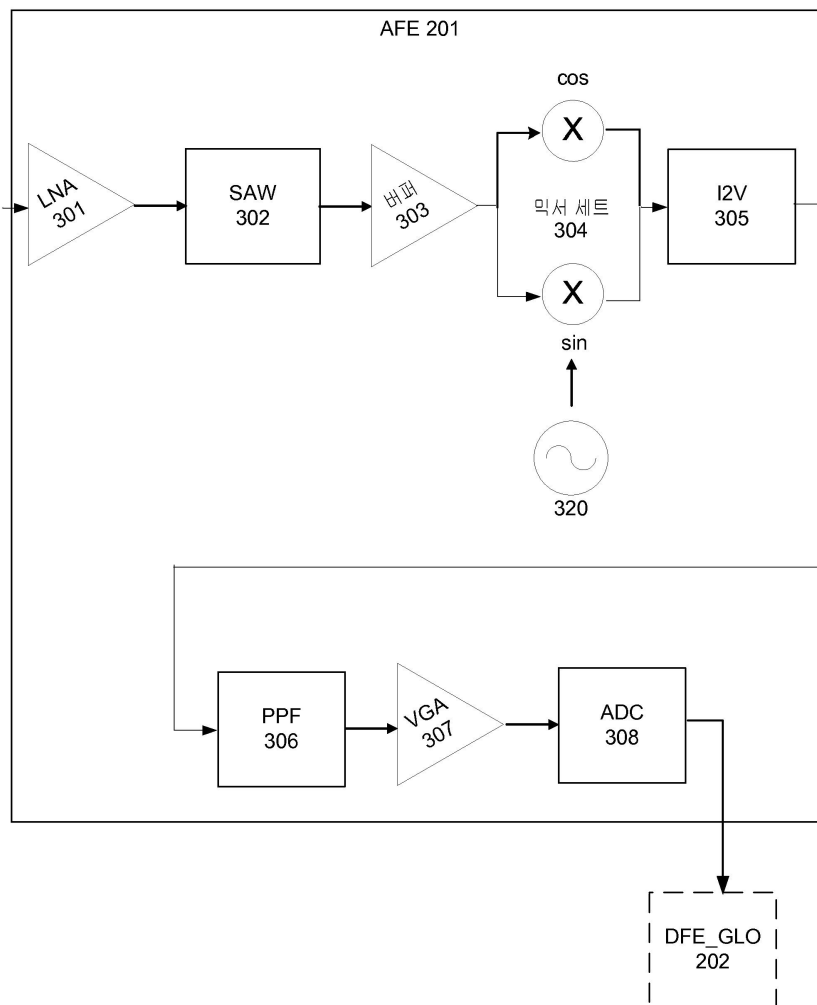 AFE 201
cos
X
LNA
301
SAW
302
버퍼
303
믹서 세트
304
I2V
305
X
sin
320
PPF
306
VGA
307
ADC
308
DFE_GLO
202